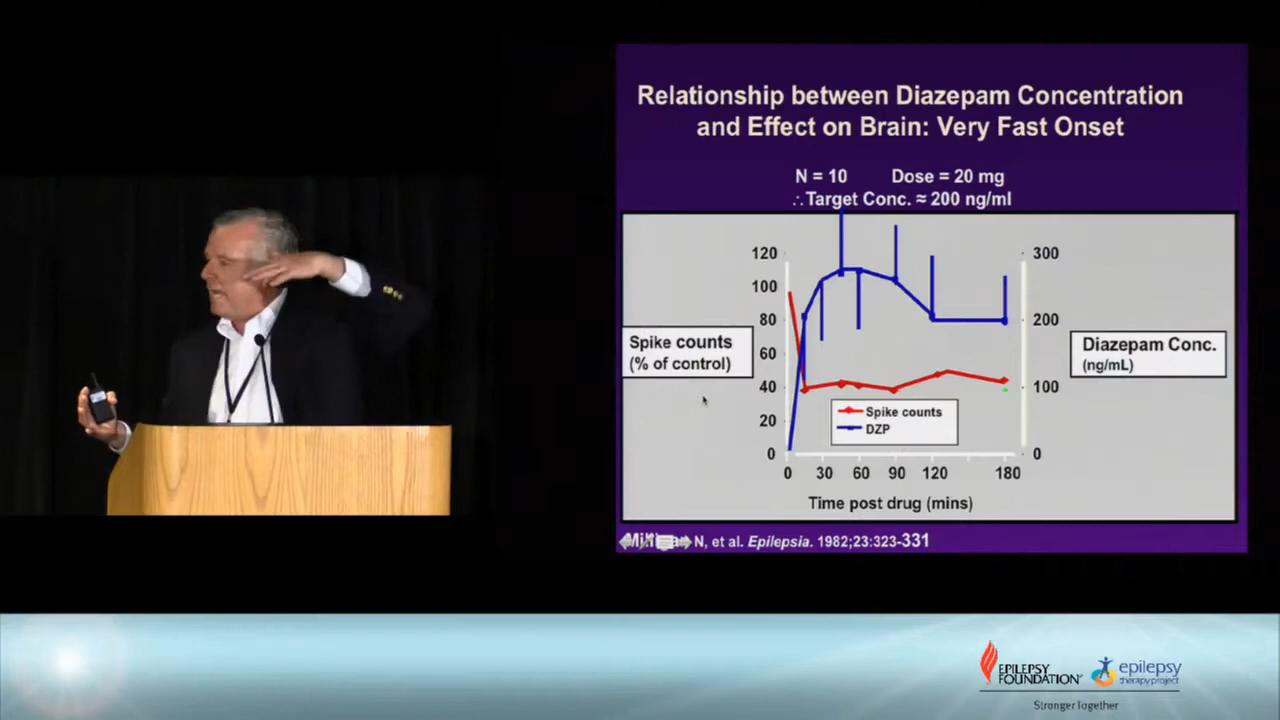 Relationship between Diazepam Concentration
and Effect on Brain: Very Fast Onset
N = 10 Dose = 20 mg
∴Target Conc. ≈ 200 ng/ml
120
100
80
60
40
20
0
Spike counts
(% of control)
300
200
100
0
Diazepam Conc.
(ng/mL)
Spike counts
DZP
0 30 60 90 120 180
Time post drug (mins)
N, et al. Epilepsia. 1982;23:323-331
EPILEPSY
FOUNDATION
epilepsy
therapy project
Stronger Together